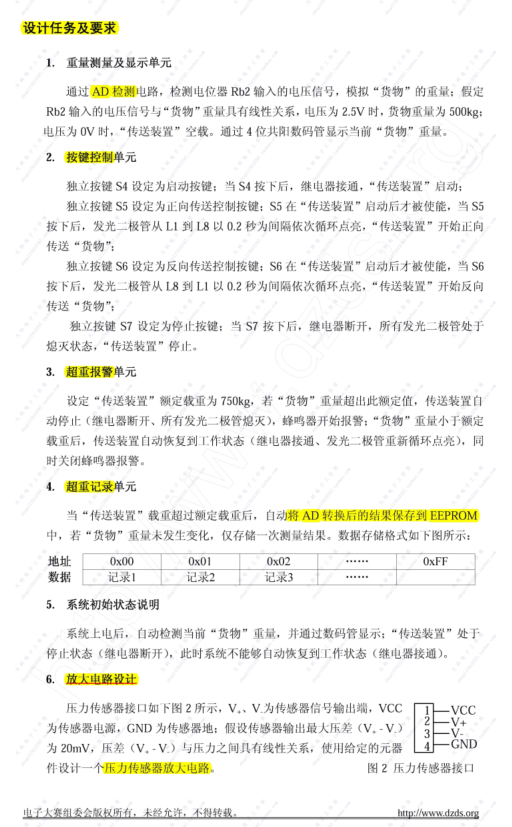 设计任务及要求
1. 重量测量及显示单元
通过 AD 检测电路，检测电位器 Rb2 输入的电压信号，模拟“货物”的重量；假定
Rb2 输入的电压信号与“货物”重量具有线性关系，电压为 2.5V 时，货物重量为 500kg；
电压为 0V 时，“传送装置”空载。通过 4 位共阳数码管显示当前“货物”重量。
2. 按键控制单元
独立按键 S4 设定为启动按键；当 S4 按下后，继电器接通，“传送装置”启动；
独立按键 S5 设定为正向传送控制按键；S5 在“传送装置”启动后才被使能，当 S5
按下后，发光二极管从 L1 到 L8 以 0.2 秒为间隔依次循环点亮，“传送装置”开始正向
传送“货物”；
独立按键 S6 设定为反向传送控制按键；S6 在“传送装置”启动后才被使能，当 S6
按下后，发光二极管从 L8 到 L1 以 0.2 秒为间隔依次循环点亮，“传送装置”开始反向
传送“货物”；
独立按键 S7 设定为停止按键；当 S7 按下后，继电器断开，所有发光二极管处于
熄灭状态，“传送装置”停止。
3. 超重报警单元
设定“传送装置”额定载重为 750kg，若“货物”重量超出此额定值，传送装置自
动停止（继电器断开、所有发光二极管熄灭），蜂鸣器开始报警；“货物”重量小于额定
载重后，传送装置自动恢复到工作状态（继电器接通、发光二极管重新循环点亮），同
时关闭蜂鸣器报警。
4. 超重记录单元
当“传送装置”载重超过额定载重后，自动将 AD 转换后的结果保存到 EEPROM
中，若“货物”重量未发生变化，仅存储一次测量结果。数据存储格式如下图所示：
地址 0x00 0x01 0x02 …… 0xFF
数据 记录1 记录2 记录3 ……
5. 系统初始状态说明
系统上电后，自动检测当前“货物”重量，并通过数码管显示；“传送装置”处于
停止状态（继电器断开），此时系统不能够自动恢复到工作状态（继电器接通）。
6. 放大电路设计
压力传感器接口如下图 2 所示，V+、V-为传感器信号输出端，VCC
为传感器电源，GND 为传感器地；假设传感器输出最大压差（V+ - V-）
为 20mV，压差（V+ - V-）与压力之间具有线性关系，使用给定的元器
件设计一个压力传感器放大电路。
1 VCC
2 V+
3 V-
4 GND
图 2 压力传感器接口
电子大赛组委会版权所有，未经允许，不得转载。 http://www.dzds.org